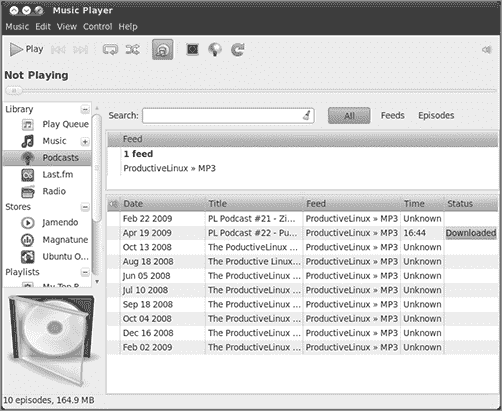 Music Player
Music Edit View Control Help
Play
Not Playing
Library
Play Queue
Music
Podcasts
Last.fm
Radio
Stores
Jamendo
Magnatune
Ubuntu O...
Playlists
My Top R
Search:
All Feeds Episodes
Feed
1 feed
ProductiveLinux » MP3
Date Title Feed Time Status
Feb 22 2009 PL Podcast #21 - Zi... ProductiveLinux » MP3 Unknown
Apr 19 2009 PL Podcast #22 - Pu... ProductiveLinux » MP3 16:44 Downloaded
Oct 13 2008 The PoductiveLinux ... ProductiveLinux » MP3 Unknown
Aug 18 2008 The Productive Linux... ProductiveLinux » MP3 Unknown
Jun 05 2008 The ProductiveLinux ... ProductiveLinux » MP3 Unknown
Jul 10 2008 The ProductiveLinux ... ProductiveLinux » MP3 Unknown
Sep 18 2008 The ProductiveLinux ... ProductiveLinux » MP3 Unknown
Oct 04 2008 The ProductiveLinux ... ProductiveLinux » MP3 Unknown
Dec 16 2008 The ProductiveLinux ... ProductiveLinux » MP3 Unknown
Feb 02 2009 The ProductiveLinux ... ProductiveLinux » MP3 Unknown
10 episodes, 164.9 MB